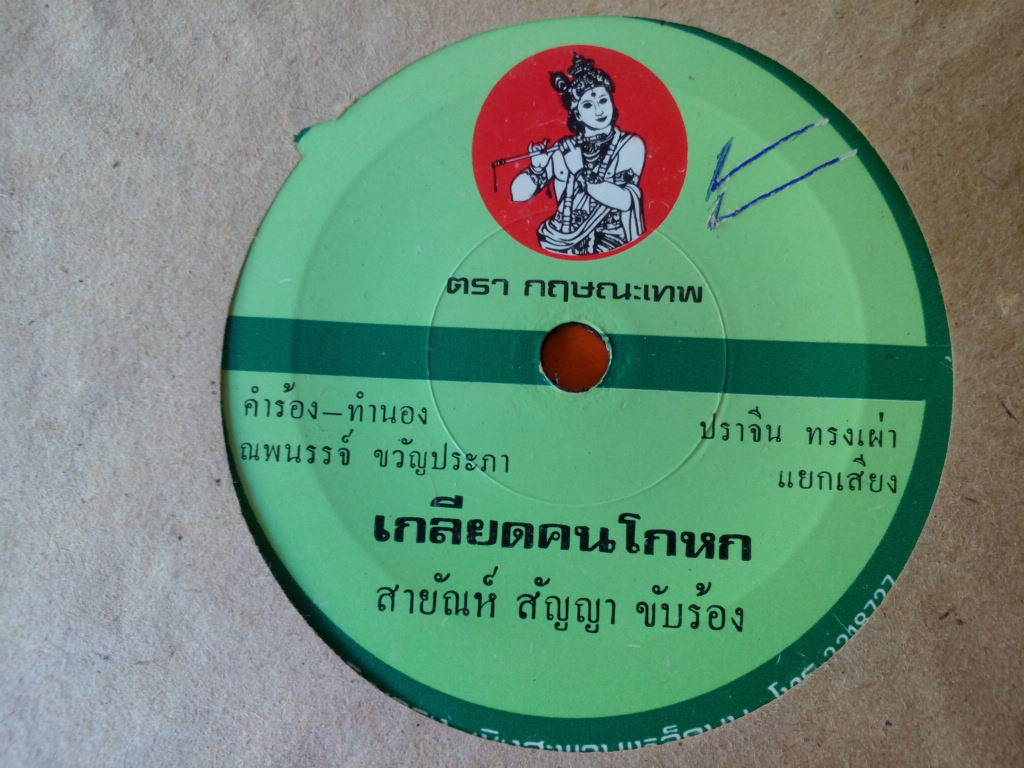 ตรา กฤษณะเทพ
คำร้อง–ทำนอง
ณพนรรจ์ ขวัญประภา
ปราจีน ทรงเผ่า
แยกเสียง
เกลียดคนโกหก
สายัณห์ สัญญา ขับร้อง
โทร. 2218727